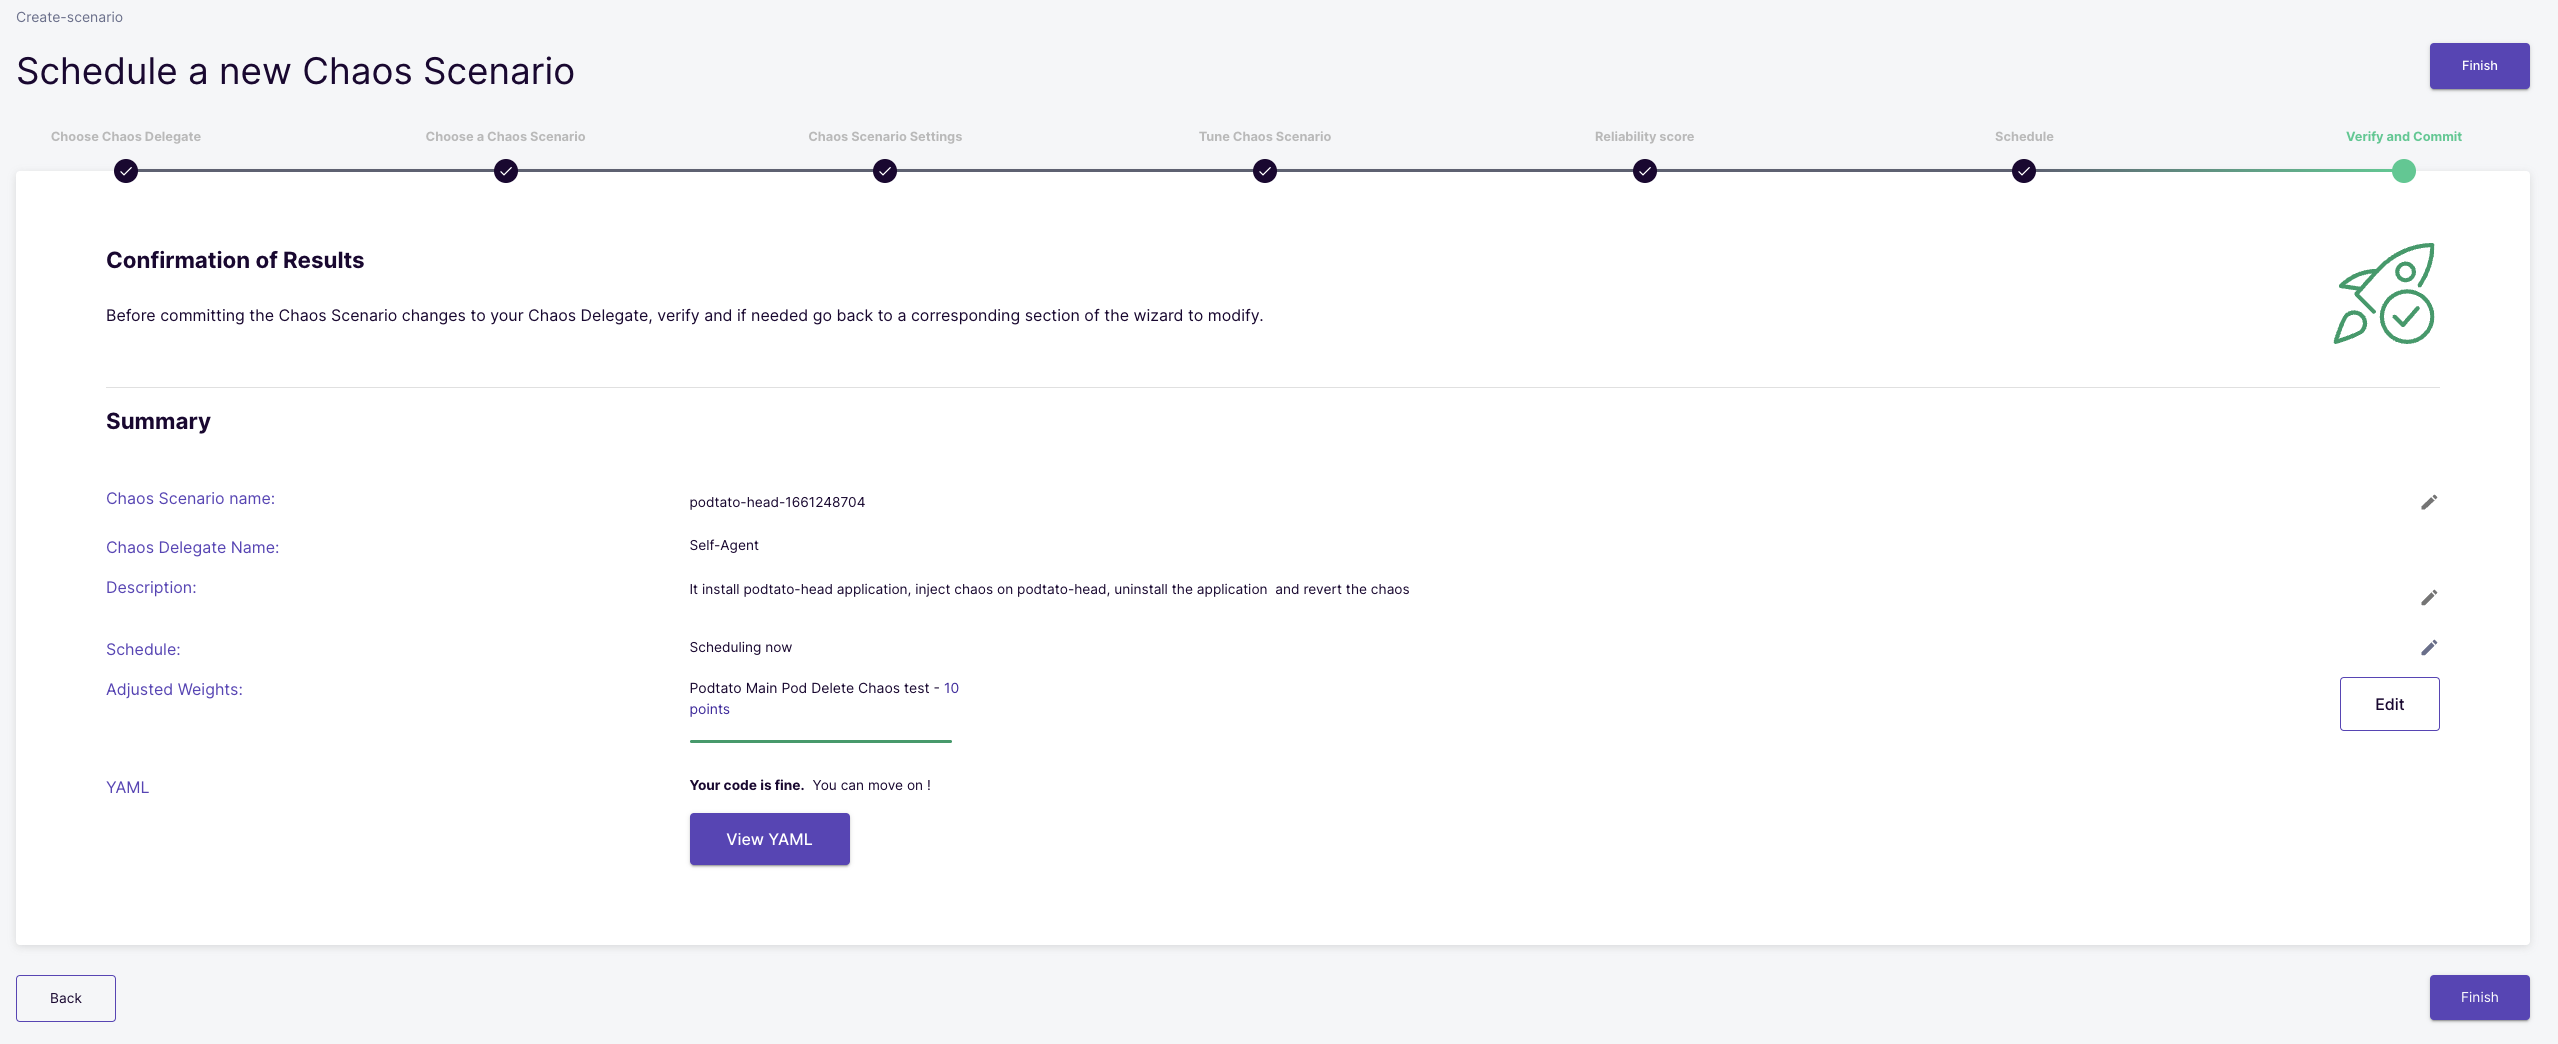 Create-scenario
Schedule a new Chaos Scenario
Finish
Choose Chaos Delegate
Choose a Chaos Scenario
Chaos Scenario Settings
Tune Chaos Scenario
Reliability score
Schedule
Verify and Commit
Confirmation of Results
Before committing the Chaos Scenario changes to your Chaos Delegate, verify and if needed go back to a corresponding section of the wizard to modify.
Summary
Chaos Scenario name:
podtato-head-1661248704
Chaos Delegate Name:
Self-Agent
Description:
It install podtato-head application, inject chaos on podtato-head, uninstall the application  and revert the chaos
Schedule:
Scheduling now
Adjusted Weights:
Podtato Main Pod Delete Chaos test - 10
points
Edit
YAML
Your code is fine.  You can move on !
View YAML
Back
Finish